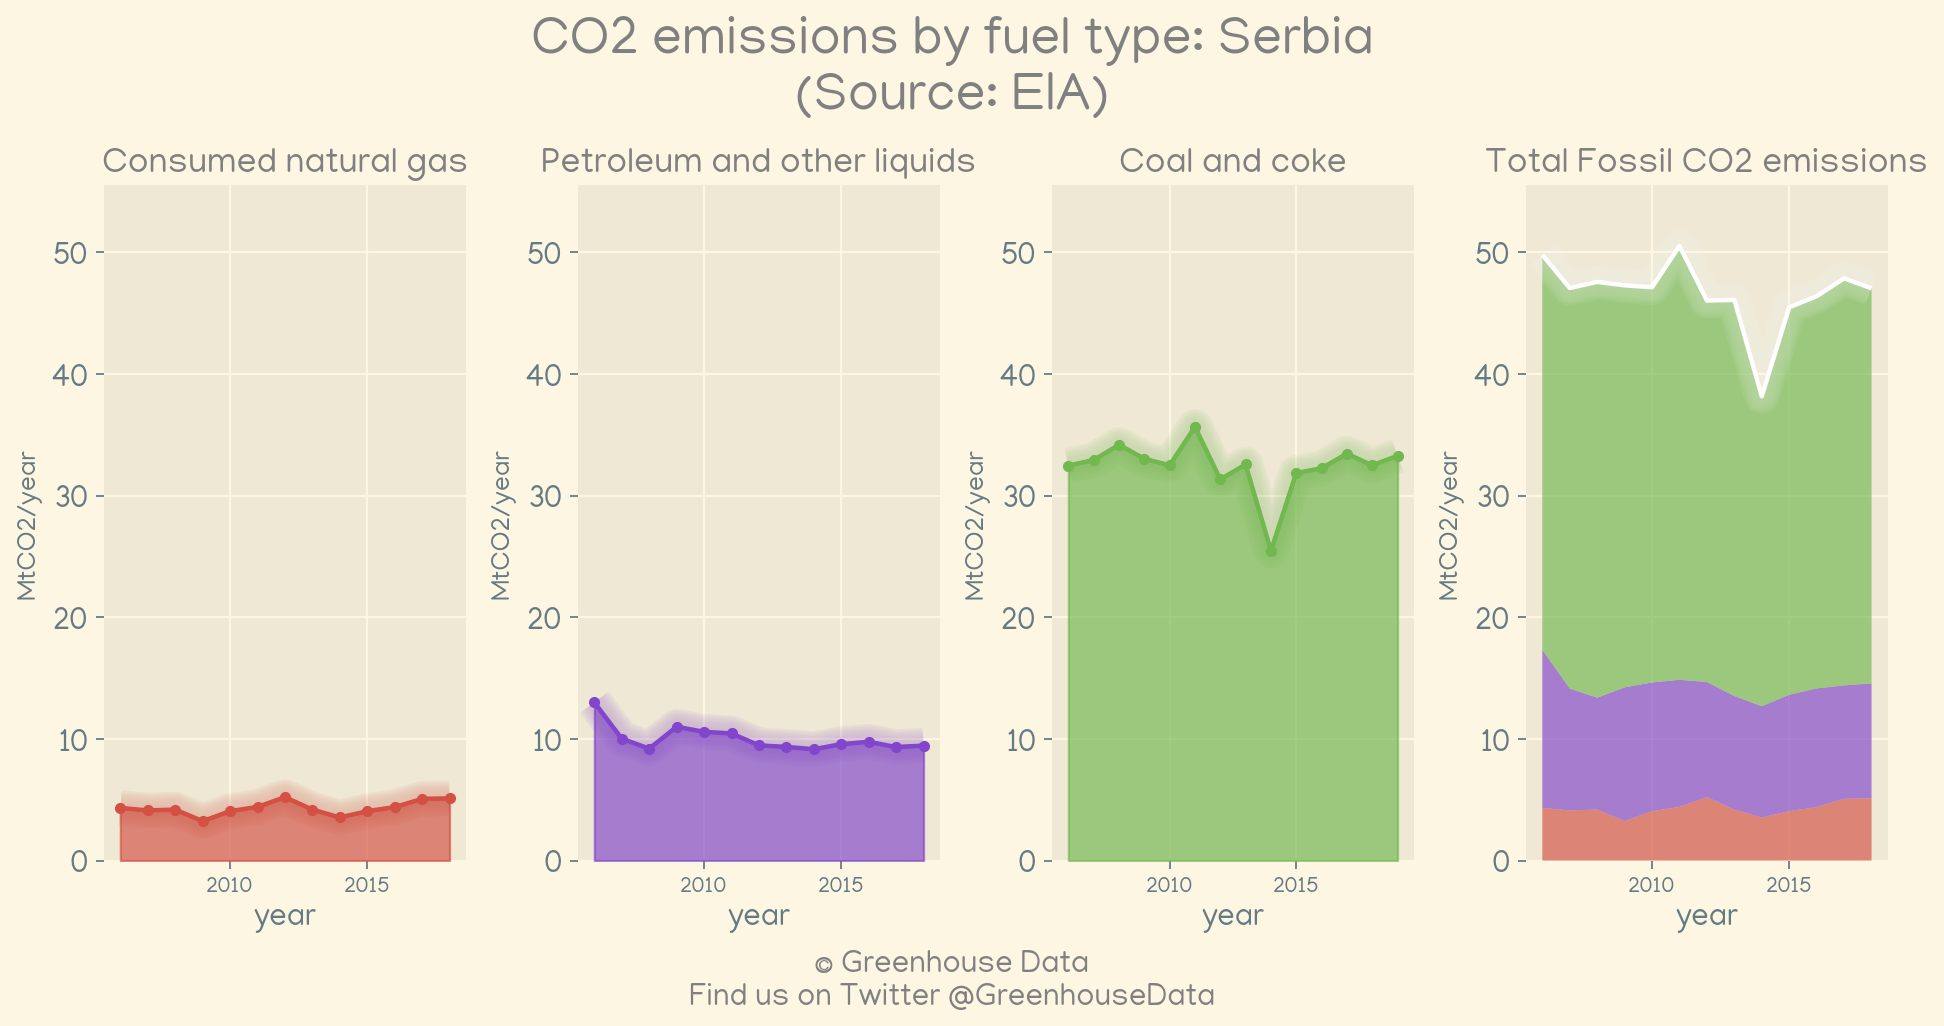 CO2 emissions by fuel type: Serbia
(Source: EIA)
Consumed natural gas
Petroleum and other liquids
Coal and coke
Total Fossil CO2 emissions
MtCO2/year
50
40
30
20
10
0
2010
2015
year
MtCO2/year
50
40
30
20
10
0
2010
2015
year
MtCO2/year
50
40
30
20
10
0
2010
2015
year
MtCO2/year
50
40
30
20
10
0
2010
2015
year
© Greenhouse Data
Find us on Twitter @GreenhouseData